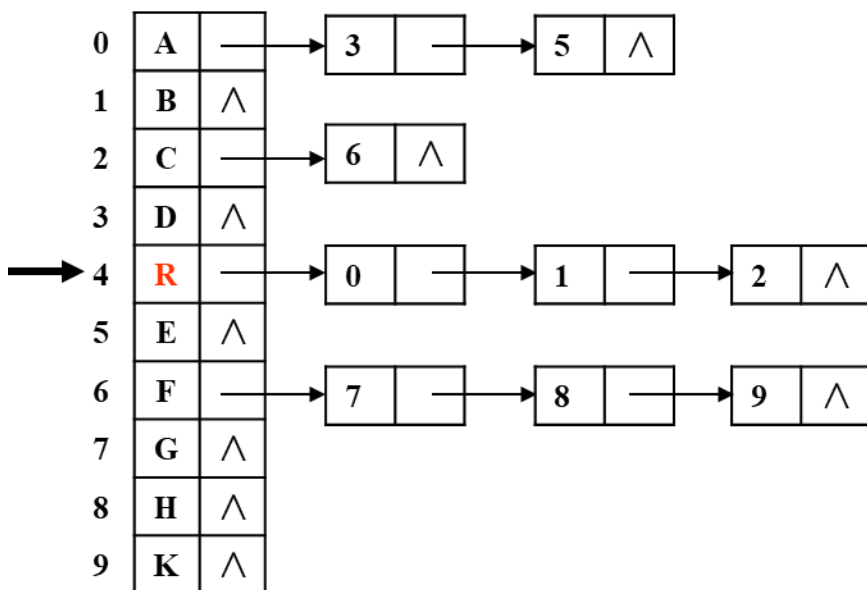 0 A 3 5 ∧
1 B ∧
2 C 6 ∧
3 D ∧
4 R 0 1 2 ∧
5 E ∧
6 F 7 8 9 ∧
7 G ∧
8 H ∧
9 K ∧